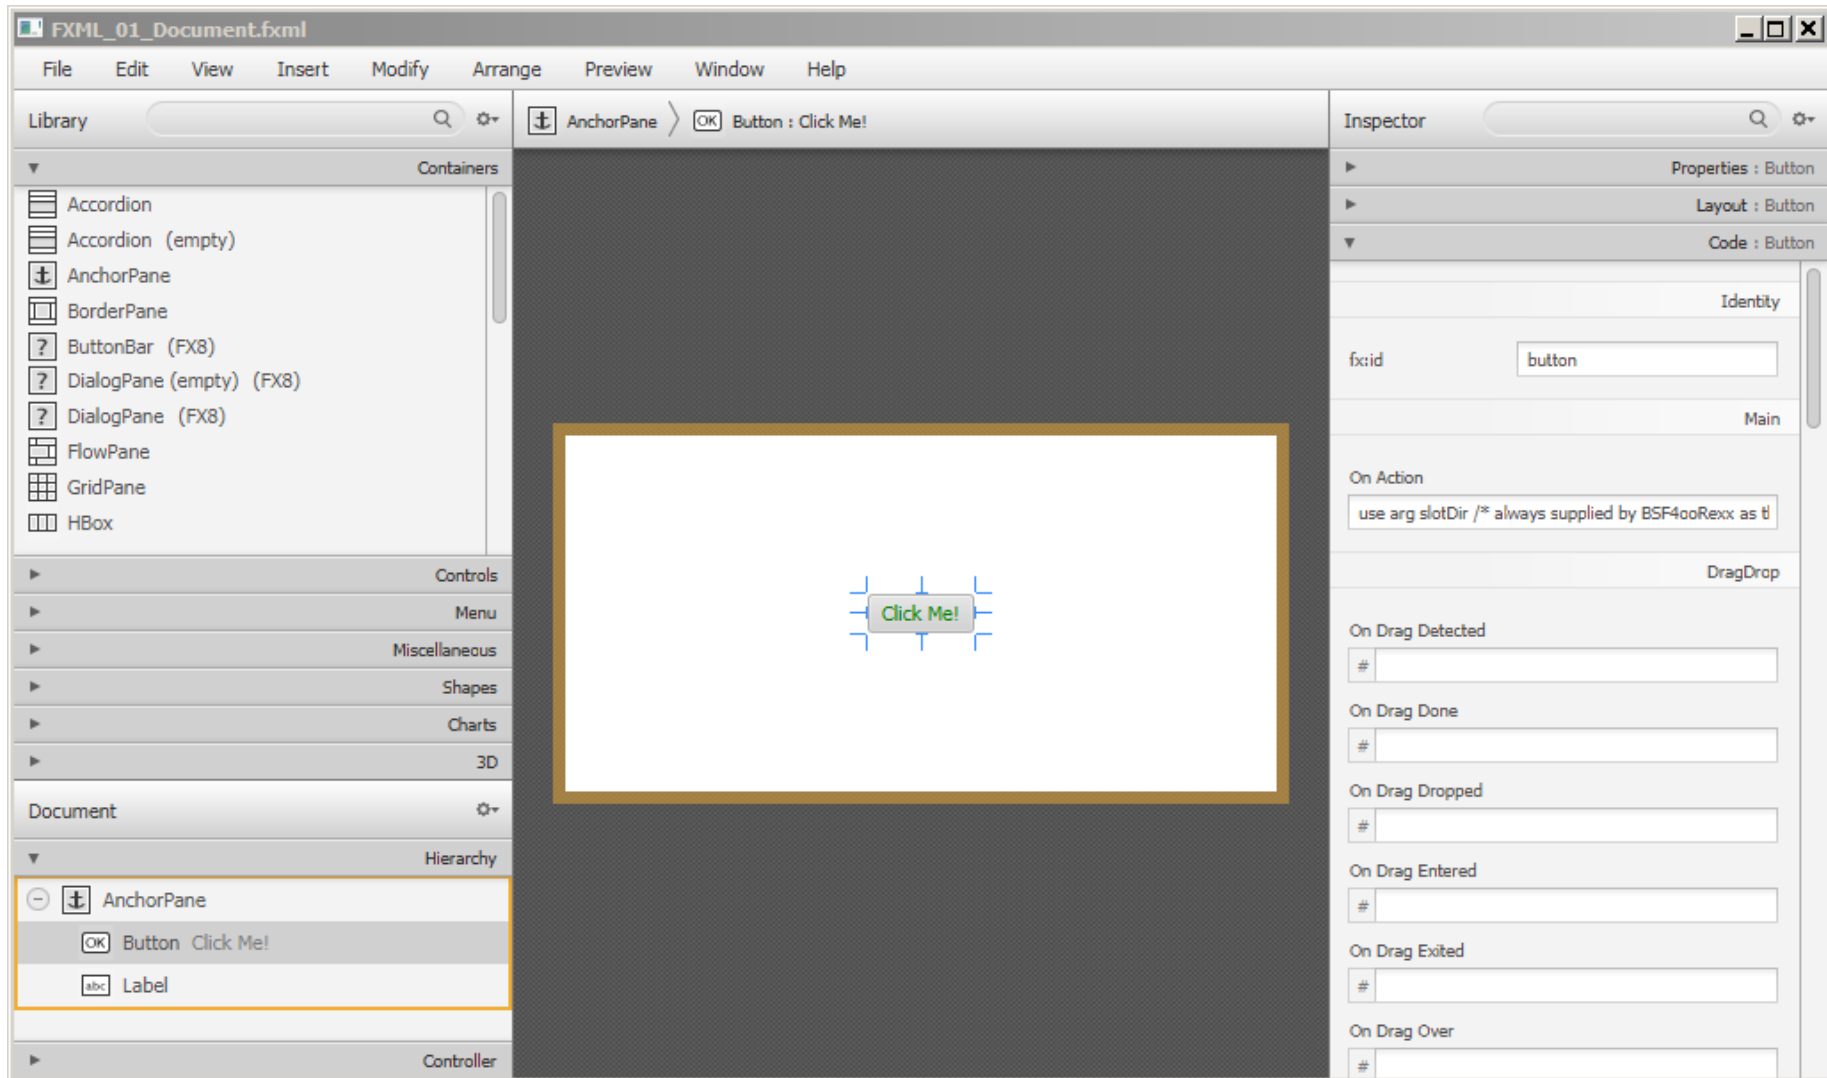 FXML_01_Document.fxml
File Edit View Insert Modify Arrange Preview Window Help
Library
AnchorPane Button : Click Me!
Inspector
Containers
Accordion
Accordion (empty)
AnchorPane
BorderPane
? ButtonBar (FX8)
? DialogPane (empty) (FX8)
? DialogPane (FX8)
FlowPane
GridPane
HBox
Controls
Menu
Miscellaneous
Shapes
Charts
3D
Document
Hierarchy
AnchorPane
OK Button Click Me!
abc Label
Controller
OK
Click Me!
Properties : Button
Layout : Button
Code : Button
Identity
fx:id button
Main
On Action
use arg slotDir /* always supplied by BSF4ooRexx as
DragDrop
On Drag Detected
#
On Drag Done
#
On Drag Dropped
#
On Drag Entered
#
On Drag Exited
#
On Drag Over
#